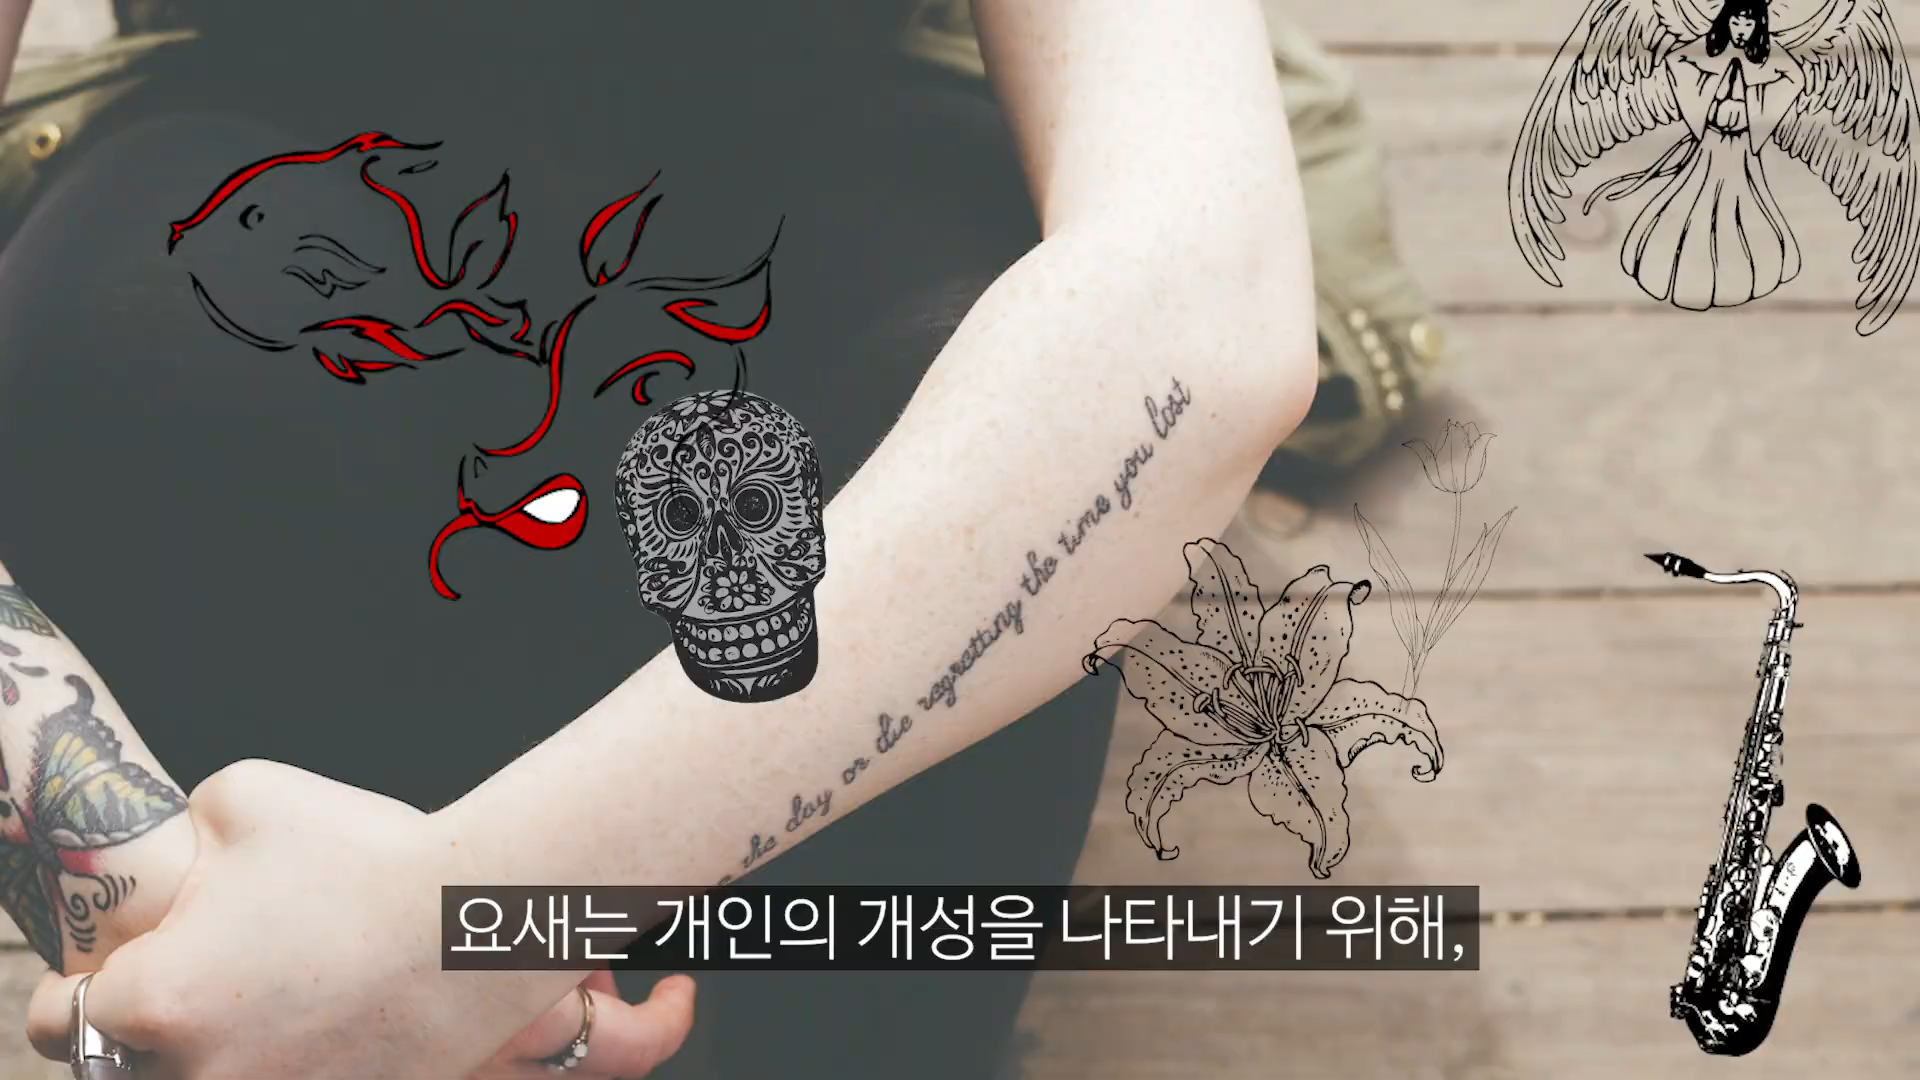 the day or die regretting the time you lost
요새는 개인의 개성을 나타내기 위해,